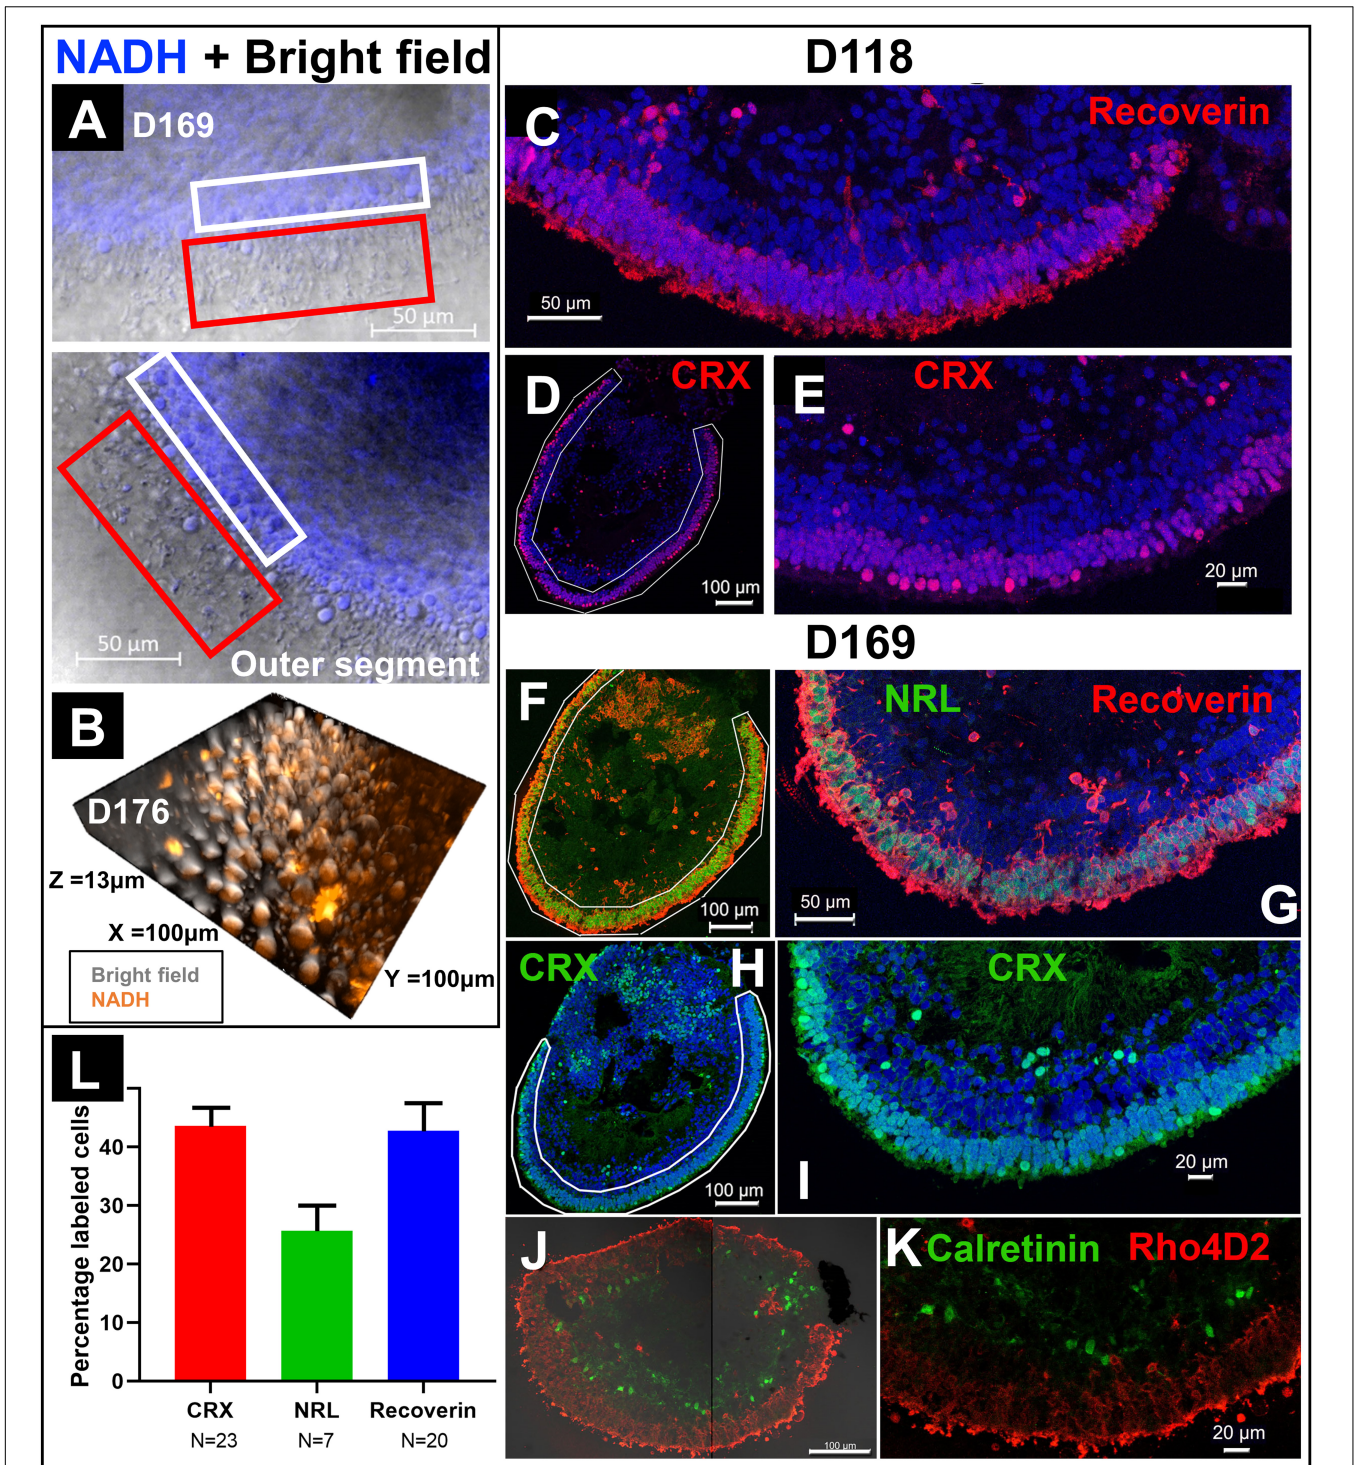 NADH + Bright field
A
D169
50 µm
50 µm
Outer segment
B
D176
Z =13µm
X =100µm
Y =100µm
Bright field
NADH
L
Percentage labeled cells
40
30
20
10
0
CRX NRL Recoverin
N=23 N=7 N=20
D118
C
Recoverin
50 µm
D
CRX
100 µm
E
CRX
20 µm
D169
F
100 µm
NRL Recoverin
50 µm
G
CRX
H
100 µm
CRX
I
20 µm
J
100 µm
K
Calretinin Rho4D2
20 µm